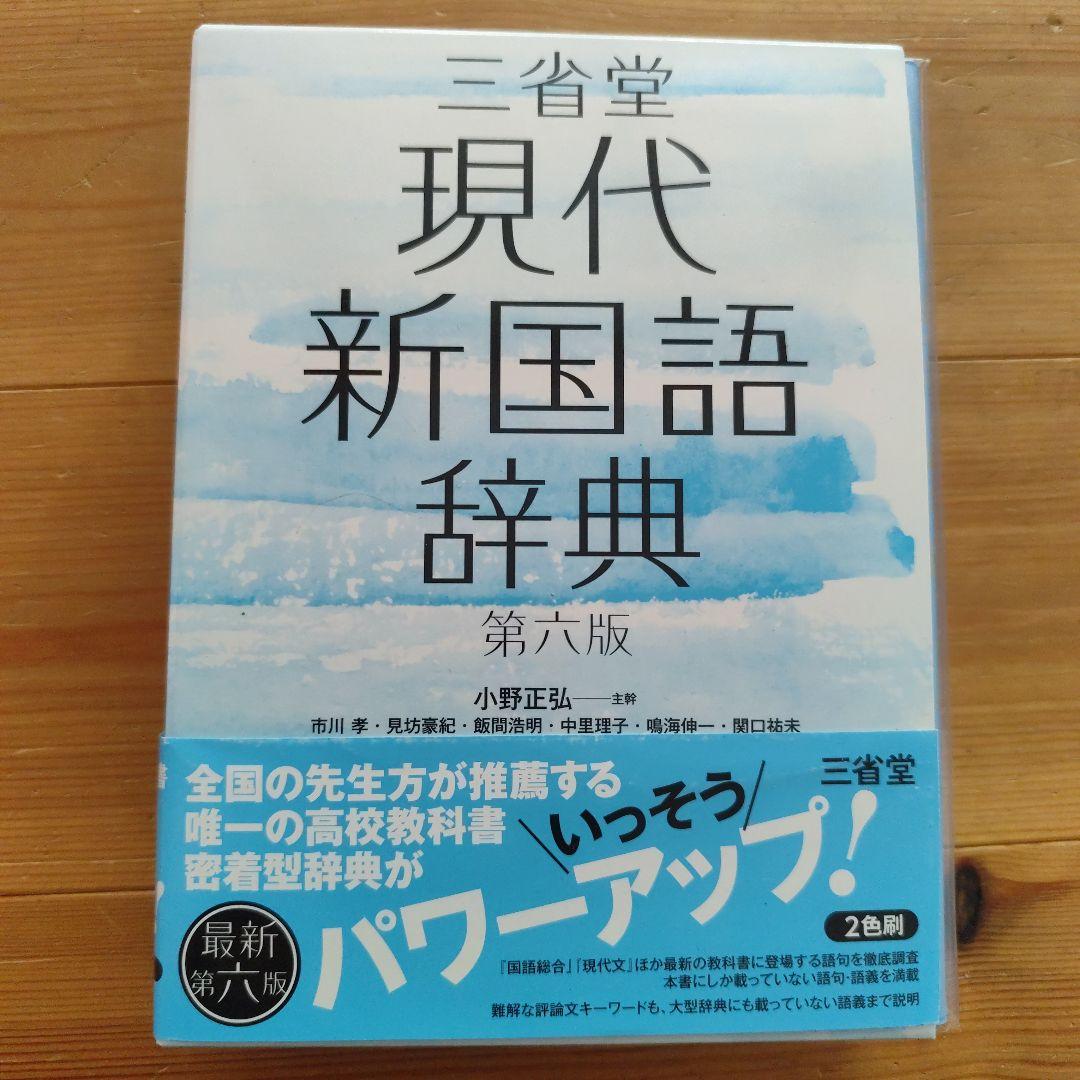 三省堂
現代
新国語
辞典
第六版
小野正弘――主幹
市川 孝・見坊豪紀・飯間浩明・中里理子・鳴海伸一・関口祐未
三省堂
全国の先生方が推薦する
唯一の高校教科書
密着型辞典が
いっそう
パワーアップ!
最新
第六版
2色刷
『国語総合』『現代文』ほか最新の教科書に登場する語句を徹底調査
本書にしか載っていない語句・語義を満載
難解な評論文キーワードも、大型辞典にも載っていない語義まで説明